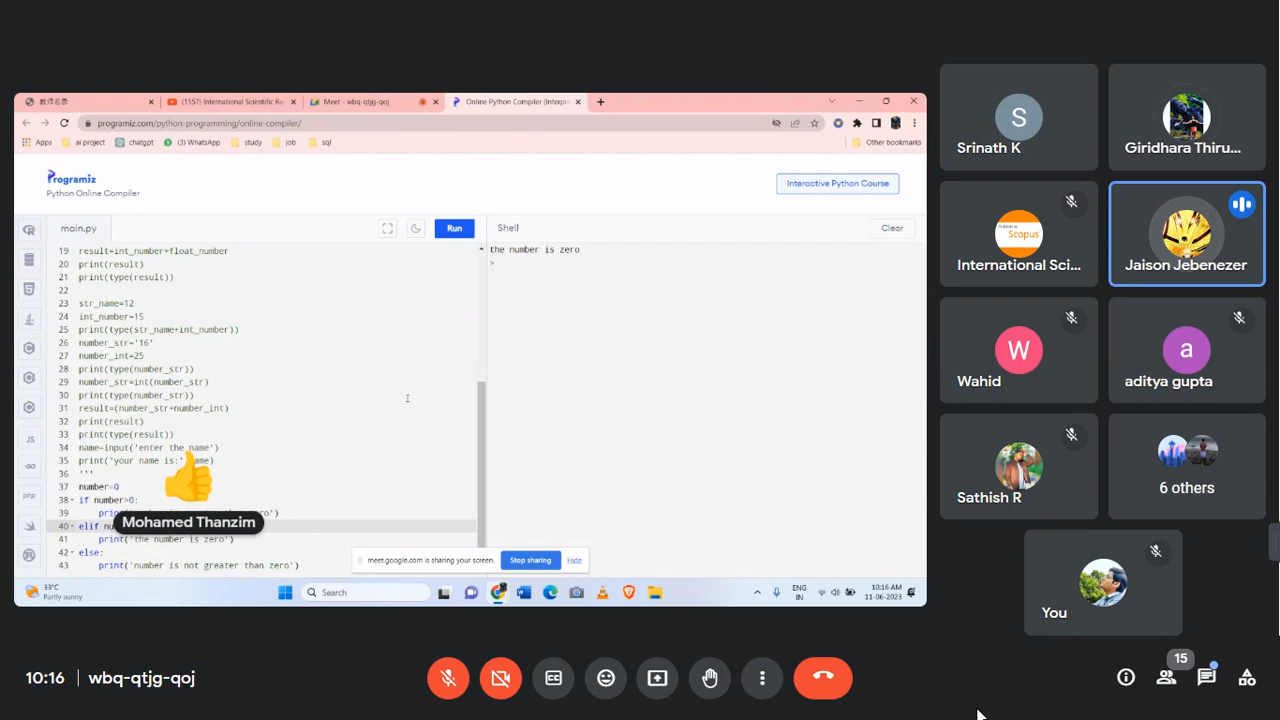 教师名录
(1557) International Scientific Re
Meet - wbq-qtjg-qoj
Online Python Compiler (Interpre
programiz.com/python-programming/online-compiler/
Apps
ai project
chatgpt
(3) WhatsApp
study
job
sql
Other bookmarks
Programiz
Python Online Compiler
Interactive Python Course
main.py
Run
Shell
Clear
19 result=int_number+float_number
20 print(result)
21 print(type(result))
22
23 str_name=12
24 int_number=15
25 print(type(str_name+int_number))
26 number_str='16'
27 number_int=25
28 print(type(number_str))
29 number_str=int(number_str)
30 print(type(number_str))
31 result=(number_str+number_int)
32 print(result)
33 print(type(result))
34 name=input('enter the name')
35 print('your name is:' name)
36 '''
37 number=0
38 if number>0:
39 print( zero')
40 elif
41 print('the number is zero')
42 else:
43 print('number is not greater than zero')
the number is zero
>
JS
GO
php
Mohamed Thanzim
meet.google.com is sharing your screen.
Stop sharing
Hide
33°C
Partly sunny
Search
ENG
IN
10:16 AM
11-06-2023
S
Srinath K
Giridhara Thiru...
Publish in
Scopus
International Sci...
Jaison Jebenezer
W
Wahid
a
aditya gupta
Sathish R
6 others
You
10:16
wbq-qtjg-qoj
15